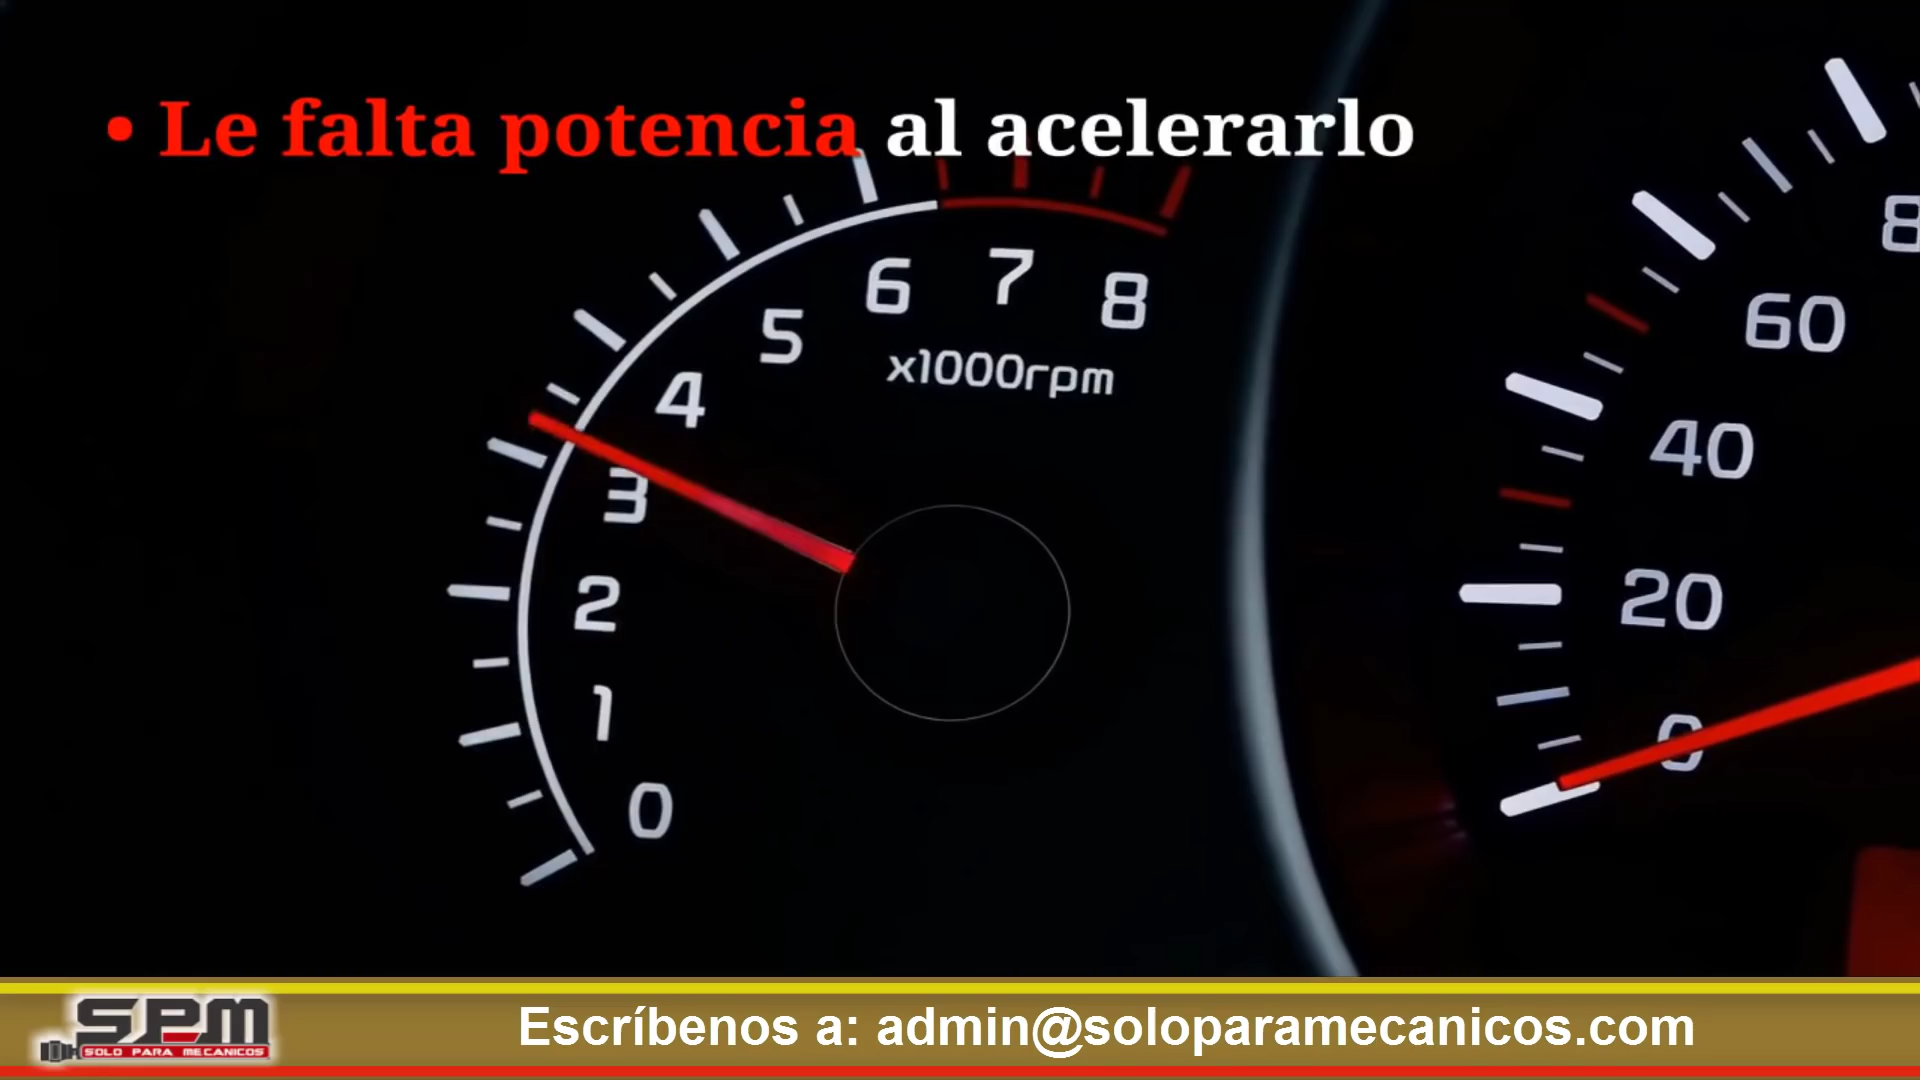 • Le falta potencia al acelerarlo
8
6 7 8
5
60
x1000rpm
4
40
3
2
20
1
0
0
SPM
SOLO PARA MECANICOS
Escríbenos a: admin@soloparamecanicos.com